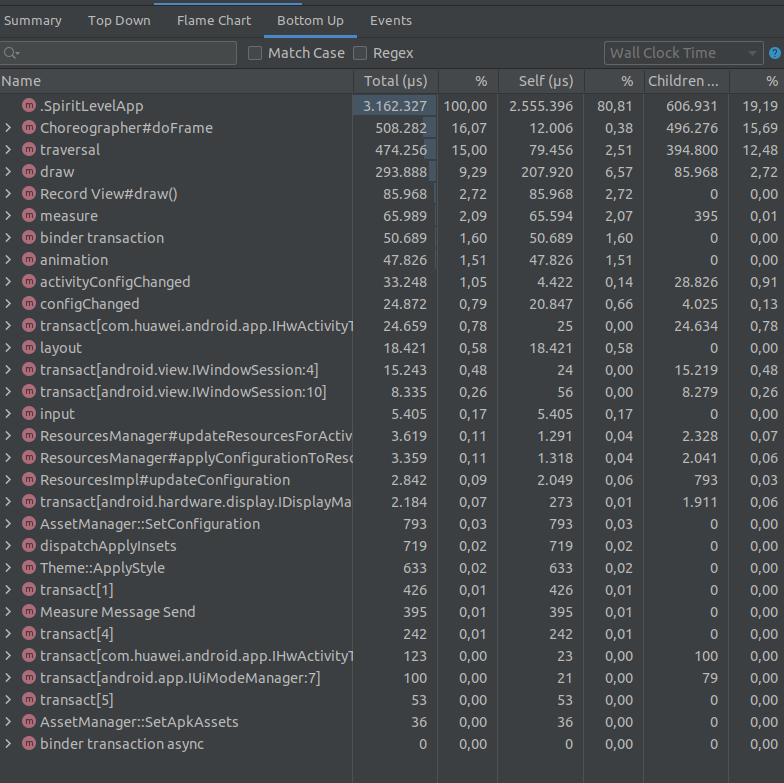 Summary Top Down Flame Chart Bottom Up Events
Match Case Regex Wall Clock Time ?
Name Total (µs) % Self (µs) % Children ... %
m .SpiritLevelApp 3.162.327 100,00 2.555.396 80,81 606.931 19,19
m Choreographer#doFrame 508.282 16,07 12.006 0,38 496.276 15,69
m traversal 474.256 15,00 79.456 2,51 394.800 12,48
m draw 293.888 9,29 207.920 6,57 85.968 2,72
m Record View#draw() 85.968 2,72 85.968 2,72 0 0,00
m measure 65.989 2,09 65.594 2,07 395 0,01
m binder transaction 50.689 1,60 50.689 1,60 0 0,00
m animation 47.826 1,51 47.826 1,51 0 0,00
m activityConfigChanged 33.248 1,05 4.422 0,14 28.826 0,91
m configChanged 24.872 0,79 20.847 0,66 4.025 0,13
m transact[com.huawei.android.app.IHwActivityT 24.659 0,78 25 0,00 24.634 0,78
m layout 18.421 0,58 18.421 0,58 0 0,00
m transact[android.view.IWindowSession:4] 15.243 0,48 24 0,00 15.219 0,48
m transact[android.view.IWindowSession:10] 8.335 0,26 56 0,00 8.279 0,26
m input 5.405 0,17 5.405 0,17 0 0,00
m ResourcesManager#updateResourcesForActiv 3.619 0,11 1.291 0,04 2.328 0,07
m ResourcesManager#applyConfigurationToReso 3.359 0,11 1.318 0,04 2.041 0,06
m ResourcesImpl#updateConfiguration 2.842 0,09 2.049 0,06 793 0,03
m transact[android.hardware.display.IDisplayMa 2.184 0,07 273 0,01 1.911 0,06
m AssetManager::SetConfiguration 793 0,03 793 0,03 0 0,00
m dispatchApplyInsets 719 0,02 719 0,02 0 0,00
m Theme::ApplyStyle 633 0,02 633 0,02 0 0,00
m transact[1] 426 0,01 426 0,01 0 0,00
m Measure Message Send 395 0,01 395 0,01 0 0,00
m transact[4] 242 0,01 242 0,01 0 0,00
m transact[com.huawei.android.app.IHwActivityT 123 0,00 23 0,00 100 0,00
m transact[android.app.IUiModeManager:7] 100 0,00 21 0,00 79 0,00
m transact[5] 53 0,00 53 0,00 0 0,00
m AssetManager::SetApkAssets 36 0,00 36 0,00 0 0,00
m binder transaction async 0 0,00 0 0,00 0 0,00